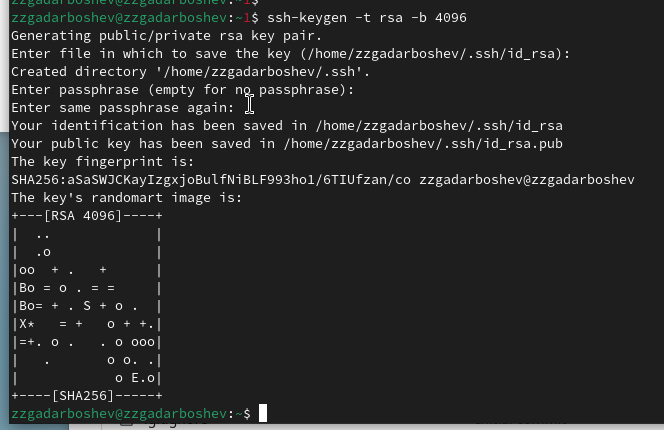 zzgadarboshev@zzgadarboshev:~$ ssh-keygen -t rsa -b 4096
Generating public/private rsa key pair.
Enter file in which to save the key (/home/zzgadarboshev/.ssh/id_rsa):
Created directory '/home/zzgadarboshev/.ssh'.
Enter passphrase (empty for no passphrase):
Enter same passphrase again:
Your identification has been saved in /home/zzgadarboshev/.ssh/id_rsa
Your public key has been saved in /home/zzgadarboshev/.ssh/id_rsa.pub
The key fingerprint is:
SHA256:aSaSWJCKayIzgxjoBulfNiBLF993ho1/6TIUfzan/co zzgadarboshev@zzgadarboshev
The key's randomart image is:
+---[RSA 4096]----+
|  ..             |
|  .o             |
|oo  + .   +      |
|Bo = o . = =     |
|Bo= + . S + o .  |
|X*   = +   o + +.|
|=+. o .   . o ooo|
|   .       o o. .|
|            o E.o|
+----[SHA256]-----+
zzgadarboshev@zzgadarboshev:~$